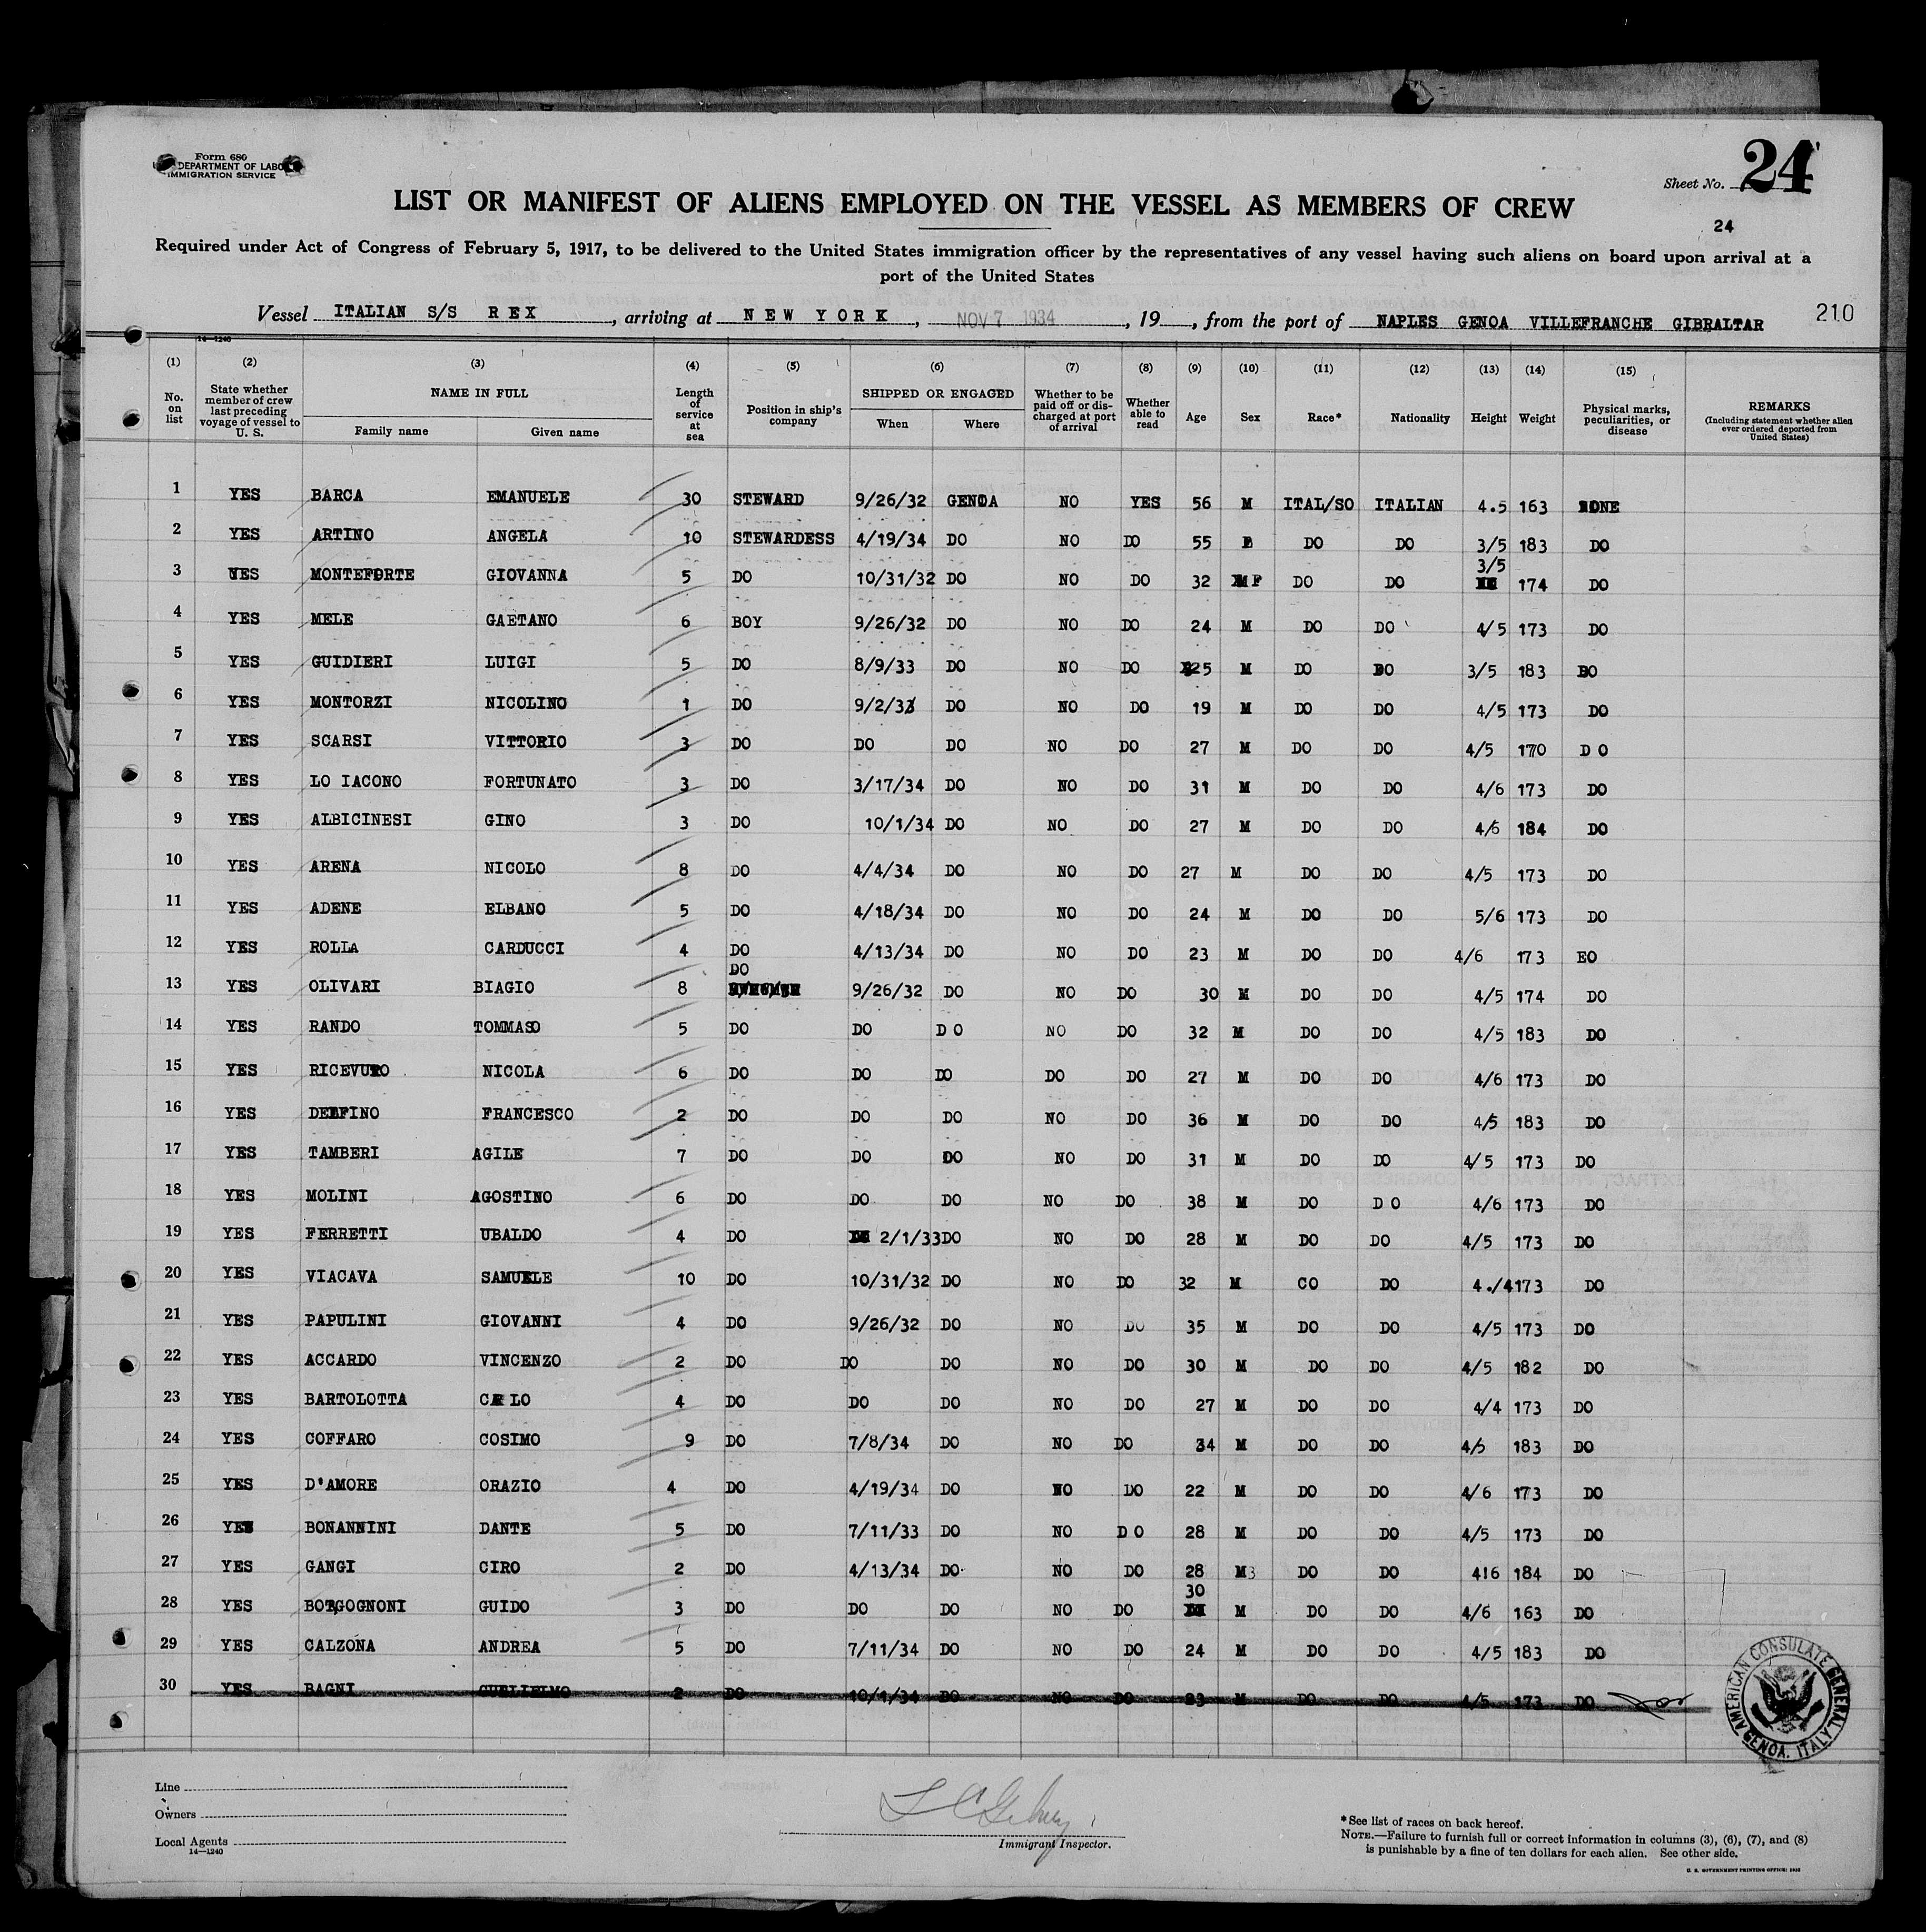 Form 680
DEPARTMENT OF LABOR
IMMIGRATION SERVICE
Sheet No. 24
LIST OR MANIFEST OF ALIENS EMPLOYED ON THE VESSEL AS MEMBERS OF CREW
24
Required under Act of Congress of February 5, 1917, to be delivered to the United States immigration officer by the representatives of any vessel having such aliens on board upon arrival at a
port of the United States
Vessel ITALIAN S/S REX, arriving at NEW YORK, NOV 7 1934, 19, from the port of NAPLES GENOA VILLEFRANCHE GIBRALTAR 210
14—1240
(1) (2) (3) (4) (5) (6) (7) (8) (9) (10) (11) (12) (13) (14) (15)
No. on list State whether member of crew last preceding voyage of vessel to U. S. NAME IN FULL Family name Given name Length of service at sea Position in ship's company SHIPPED OR ENGAGED When Where Whether to be paid off or discharged at port of arrival Whether able to read Age Sex Race* Nationality Height Weight Physical marks, peculiarities, or disease REMARKS (Including statement whether alien ever ordered deported from United States)
1 YES BARCA EMANUELE 30 STEWARD 9/26/32 GENOA NO YES 56 M ITAL/SO ITALIAN 4.5 163 NONE
2 YES ARTINO ANGELA 10 STEWARDESS 4/19/34 DO NO DO 55 DO DO 3/5 183 DO
3 YES MONTEFORTE GIOVANNA 5 DO 10/31/32 DO NO DO 32 F DO DO 3/5 174 DO
4 YES MELE GAETANO 6 BOY 9/26/32 DO NO DO 24 M DO DO 4/5 173 DO
5 YES GUIDIERI LUIGI 5 DO 8/9/33 DO NO DO 25 M DO DO 3/5 183 DO
6 YES MONTORZI NICOLINO 1 DO 9/2/33 DO NO DO 19 M DO DO 4/5 173 DO
7 YES SCARSI VITTORIO 3 DO DO DO NO DO 27 M DO DO 4/5 170 D O
8 YES LO IACONO FORTUNATO 3 DO 3/17/34 DO NO DO 31 M DO DO 4/6 173 DO
9 YES ALBICINESI GINO 3 DO 10/1/34 DO NO DO 27 M DO DO 4/6 184 DO
10 YES ARENA NICOLO 8 DO 4/4/34 DO NO DO 27 M DO DO 4/5 173 DO
11 YES ADENE ELBANO 5 DO 4/18/34 DO NO DO 24 M DO DO 5/6 173 DO
12 YES ROLLA CARDUCCI 4 DO 4/13/34 DO NO DO 23 M DO DO 4/6 173 EO
13 YES OLIVARI BIAGIO 8 DO 9/26/32 DO NO DO 30 M DO DO 4/5 174 DO
14 YES RANDO TOMMASO 5 DO DO D O NO DO 32 M DO DO 4/5 183 DO
15 YES RICEVURO NICOLA 6 DO DO DO DO DO 27 M DO DO 4/6 173 DO
16 YES DELFINO FRANCESCO 2 DO DO DO NO DO 36 M DO DO 4/5 183 DO
17 YES TAMBERI AGILE 7 DO DO DO NO DO 31 M DO DO 4/5 173 DO
18 YES MOLINI AGOSTINO 6 DO DO DO NO DO 38 M DO D O 4/6 173 DO
19 YES FERRETTI UBALDO 4 DO 2/1/33 DO NO DO 28 M DO DO 4/5 173 DO
20 YES VIACAVA SAMUELE 10 DO 10/31/32 DO NO DO 32 M CO DO 4./4 173 DO
21 YES PAPULINI GIOVANNI 4 DO 9/26/32 DO NO DO 35 M DO DO 4/5 173 DO
22 YES ACCARDO VINCENZO 2 DO DO DO NO DO 30 M DO DO 4/5 182 DO
23 YES BARTOLOTTA CARLO 4 DO DO DO NO DO 27 M DO DO 4/4 173 DO
24 YES COFFARO COSIMO 9 DO 7/8/34 DO NO DO 34 M DO DO 4/5 183 DO
25 YES D'AMORE ORAZIO 4 DO 4/19/34 DO NO DO 22 M DO DO 4/6 173 DO
26 YES BONANNINI DANTE 5 DO 7/11/33 DO NO D O 28 M DO DO 4/5 173 DO
27 YES GANGI CIRO 2 DO 4/13/34 DO NO DO 28 M DO DO 416 184 DO
28 YES BORGOGNONI GUIDO 3 DO DO DO NO DO 30 M DO DO 4/6 163 DO
29 YES CALZONA ANDREA 5 DO 7/11/34 DO NO DO 24 M DO DO 4/5 183 DO
30 YES BAGNI GUGLIELMO 2 DO 10/1/34 DO NO DO 23 M DO DO 4/5 173 DO
AMERICAN CONSULATE GENERAL GENOA, ITALY
Line
Owners
Local Agents
14—1240
Immigrant Inspector.
*See list of races on back hereof.
NOTE.—Failure to furnish full or correct information in columns (3), (6), (7), and (8)
is punishable by a fine of ten dollars for each alien. See other side.